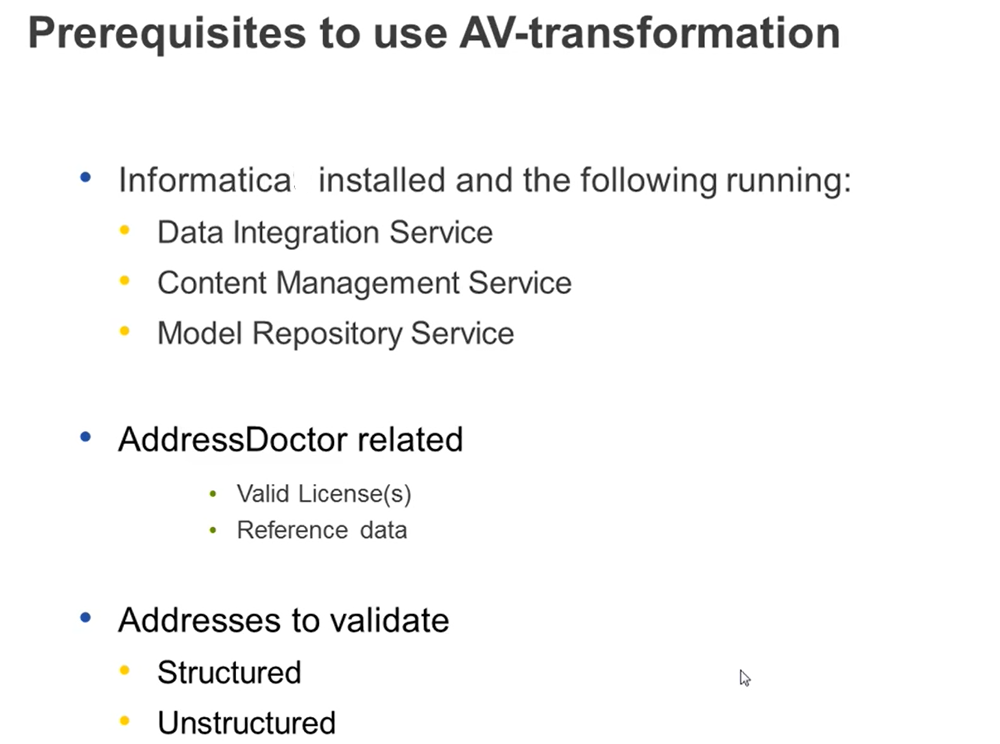 Prerequisites to use AV-transformation
Informatica installed and the following running:
Data Integration Service
Content Management Service
Model Repository Service
AddressDoctor related
Valid License(s)
Reference data
Addresses to validate
Structured
Unstructured